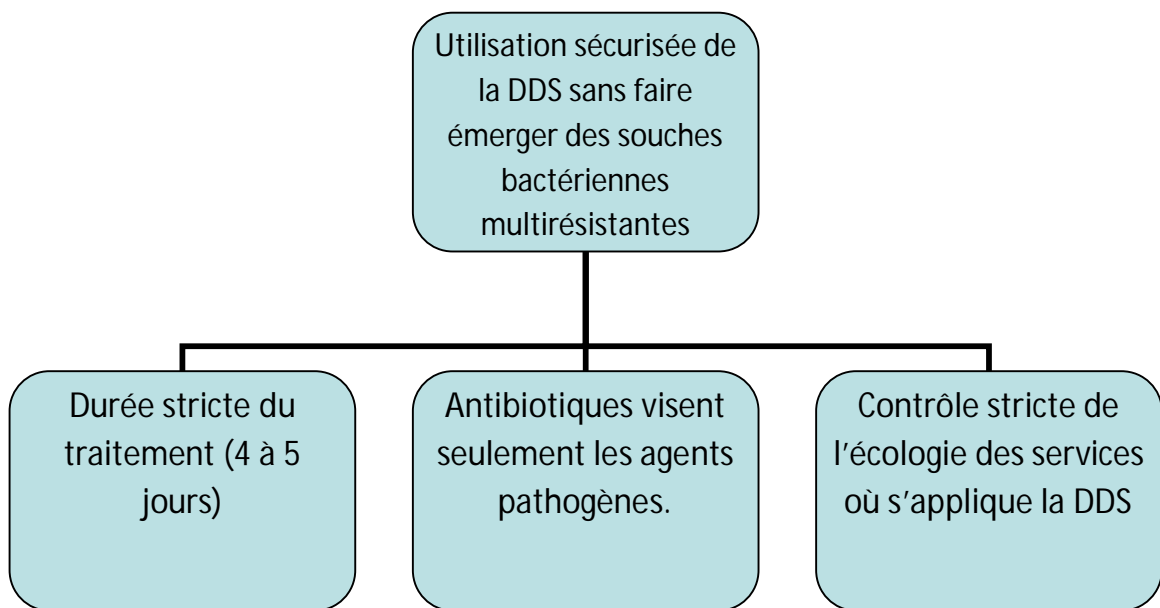 Utilisation sécurisée de
la DDS sans faire
émerger des souches
bactériennes
multirésistantes
Durée stricte du
traitement (4 à 5
jours)
Antibiotiques visent
seulement les agents
pathogènes.
Contrôle stricte de
l'écologie des services
où s'applique la DDS